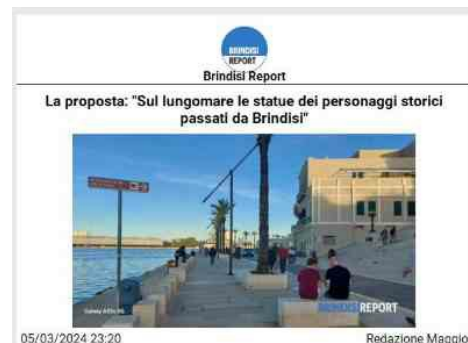 BRINDISI
REPORT
Brindisi Report
La proposta: "Sul lungomare le statue dei personaggi storici
passati da Brindisi"
BRINDISI REPORT
05/03/2024 23:20
Redazione Maggio